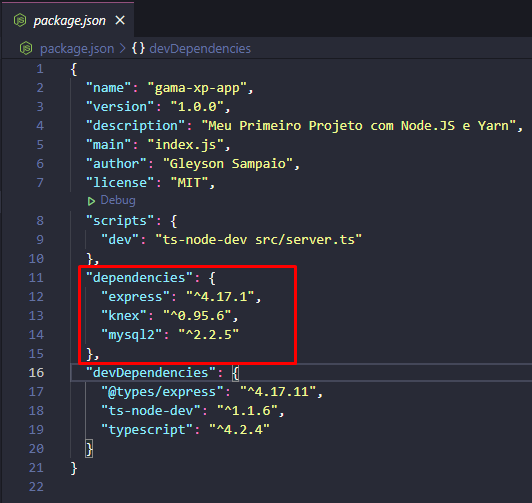 package.json
package.json > {} devDependencies
1 {
2 "name": "gama-xp-app",
3 "version": "1.0.0",
4 "description": "Meu Primeiro Projeto com Node.JS e Yarn",
5 "main": "index.js",
6 "author": "Gleyson Sampaio",
7 "license": "MIT",
Debug
8 "scripts": {
9 "dev": "ts-node-dev src/server.ts"
10 },
11 "dependencies": {
12 "express": "^4.17.1",
13 "knex": "^0.95.6",
14 "mysql2": "^2.2.5"
15 },
16 "devDependencies": {
17 "@types/express": "^4.17.11",
18 "ts-node-dev": "^1.1.6",
19 "typescript": "^4.2.4"
20 }
21 }
22